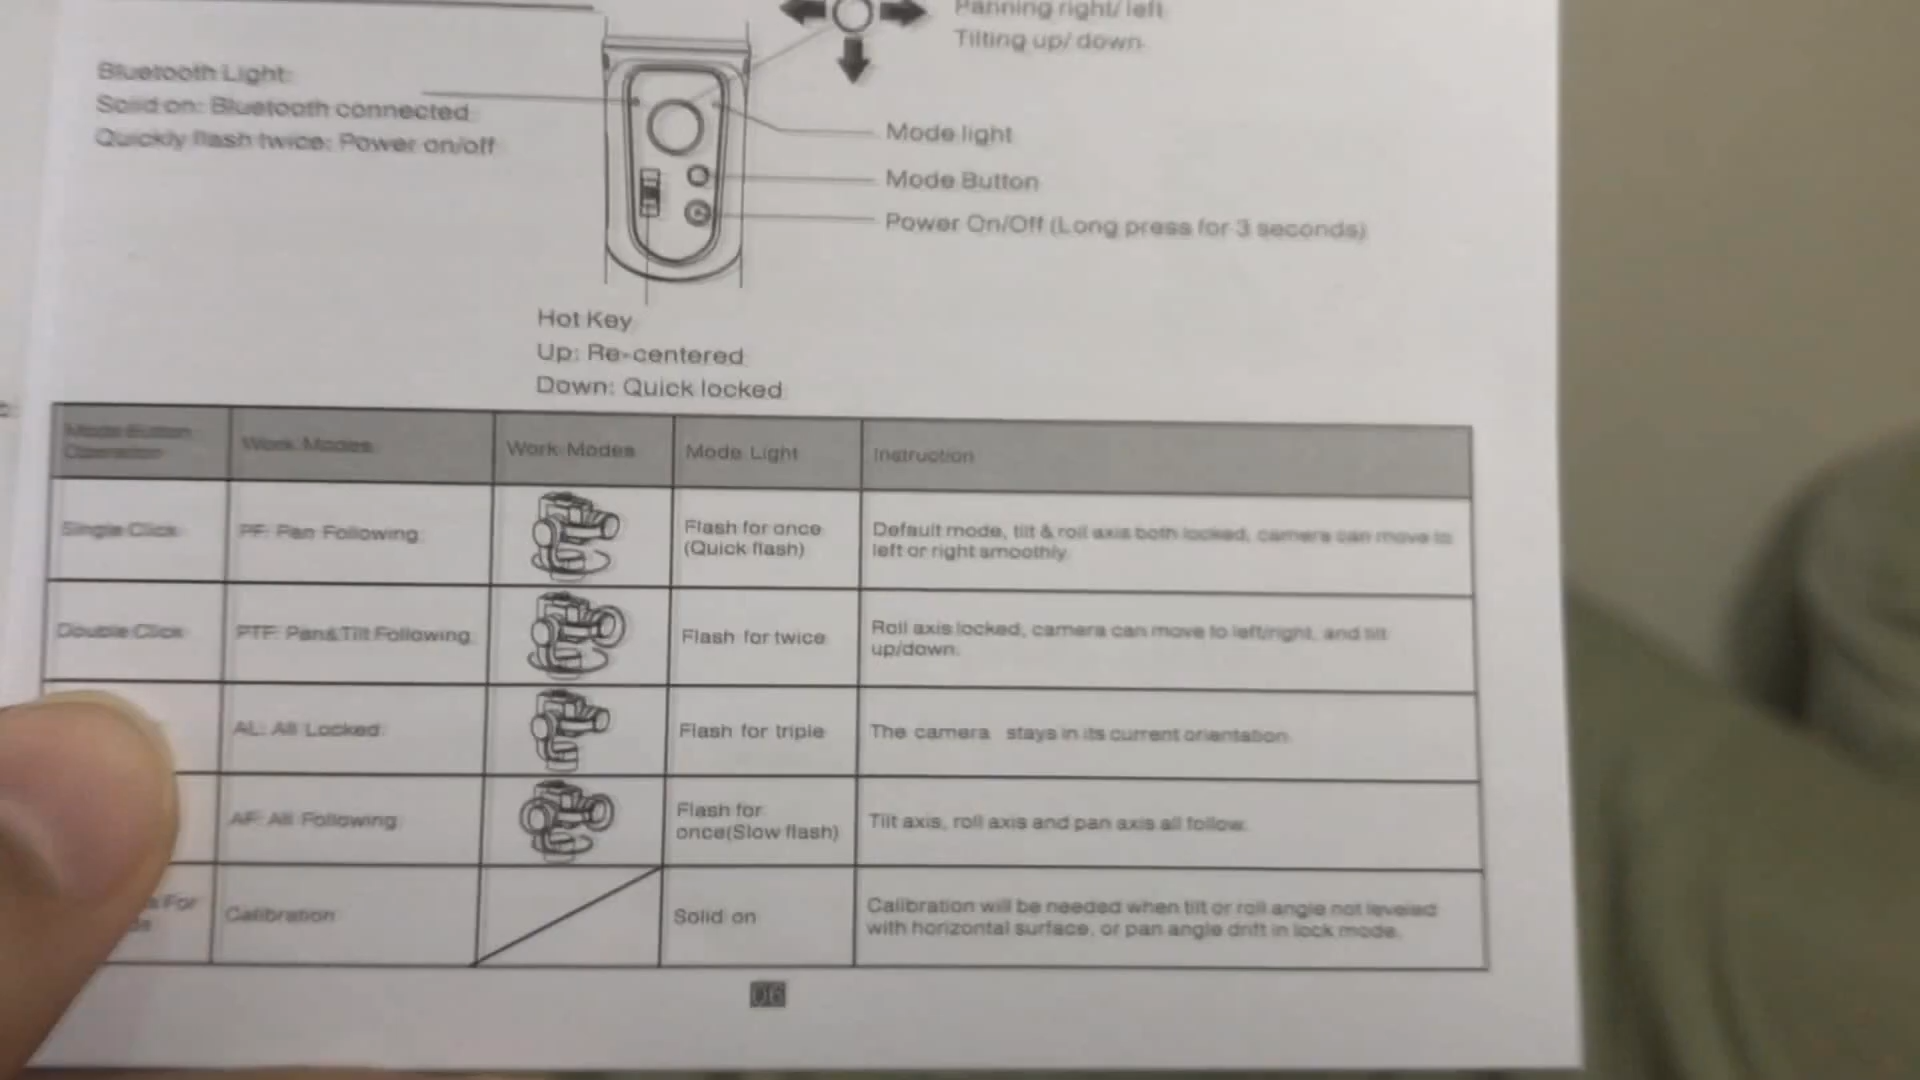 Panning right/ left
Tilting up/ down
Bluetooth Light:
Solid on: Bluetooth connected
Quickly flash twice: Power on/off
Mode light
Mode Button
Power On/Off (Long press for 3 seconds)
Hot Key
Up: Re-centered
Down: Quick locked
Mode Button
Operation
Work Modes
Work Modes
Mode Light
Instruction
Single Click
PF: Pan Following
Flash for once
(Quick flash)
Default mode, tilt & roll axis both locked, camera can move to
left or right smoothly.
Double Click
PTF: Pan&Tilt Following
Flash for twice
Roll axis locked, camera can move to left/right, and tilt
up/down.
AL: All Locked
Flash for triple
The camera stays in its current orientation
AF: All Following
Flash for
once(Slow flash)
Tilt axis, roll axis and pan axis all follow.
For
Calibration
Solid on
Calibration will be needed when tilt or roll angle not leveled
with horizontal surface, or pan angle drift in lock mode.
06